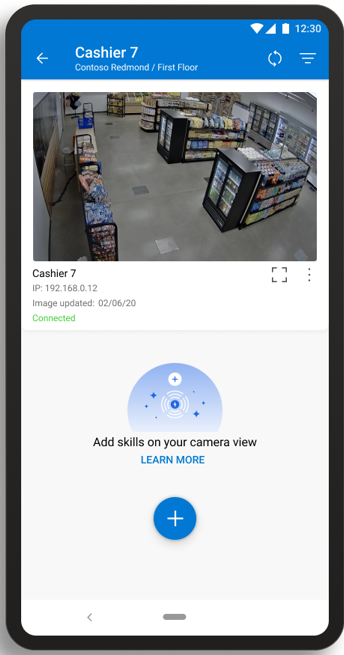 12:30
Cashier 7
Contoso Redmond / First Floor
Cashier 7
IP: 192.168.0.12
Image updated: 02/06/20
Connected
Add skills on your camera view
LEARN MORE